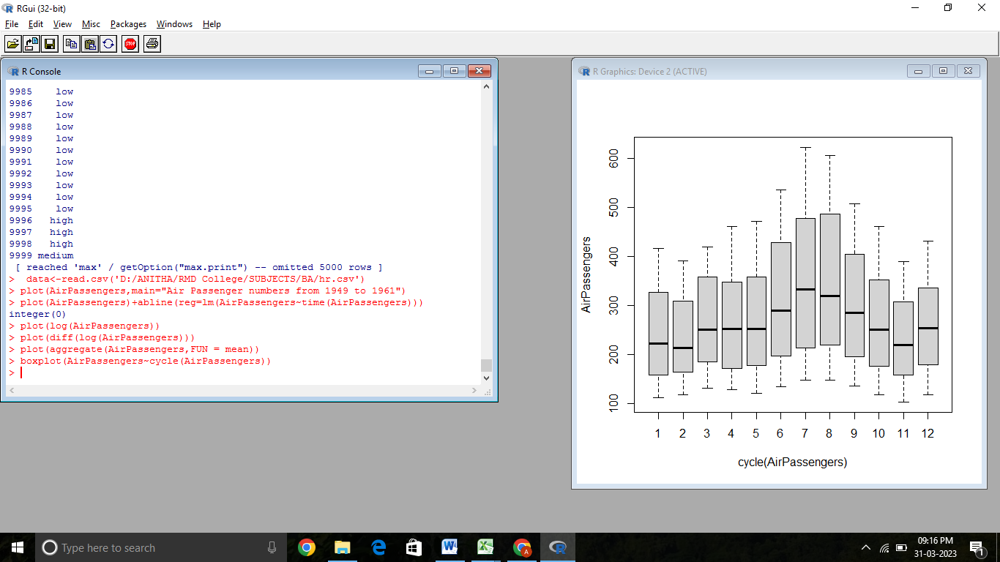 RGui (32-bit)
File Edit View Misc Packages Windows Help
STOP
R Console
9985 low
9986 low
9987 low
9988 low
9989 low
9990 low
9991 low
9992 low
9993 low
9994 low
9995 low
9996 high
9997 high
9998 high
9999 medium
[ reached 'max' / getOption("max.print") -- omitted 5000 rows ]
> data<-read.csv('D:/ANITHA/RMD College/SUBJECTS/BA/hr.csv')
> plot(AirPassengers,main="Air Passenger numbers from 1949 to 1961")
> plot(AirPassengers)+abline(reg=lm(AirPassengers~time(AirPassengers)))
integer(0)
> plot(log(AirPassengers))
> plot(diff(log(AirPassengers)))
> plot(aggregate(AirPassengers,FUN = mean))
> boxplot(AirPassengers~cycle(AirPassengers))
>
R Graphics: Device 2 (ACTIVE)
AirPassengers
600
500
400
300
200
100
1 2 3 4 5 6 7 8 9 10 11 12
cycle(AirPassengers)
Type here to search
A
09:16 PM
31-03-2023
1